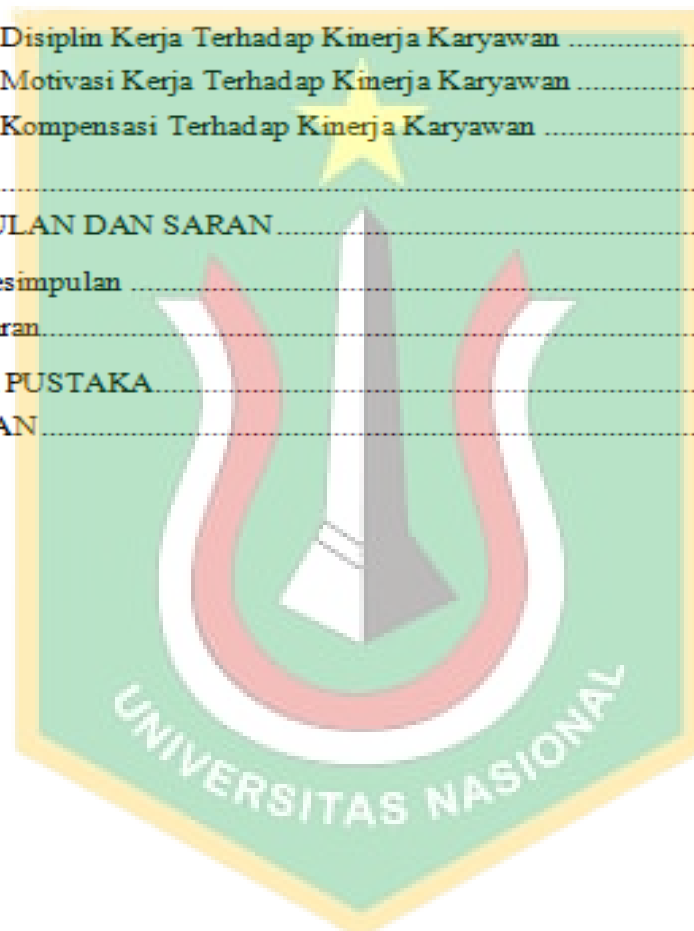 Disiplin Kerja Terhadap Kinerja Karyawan ....................
Motivasi Kerja Terhadap Kinerja Karyawan ..................
Kompensasi Terhadap Kinerja Karyawan ......................
................................................................................
ULAN DAN SARAN ....................................................
esimpulan ................................................................
ran............................................................................
PUSTAKA..................................................................
AN.............................................................................
UNIVERSITAS NASIONAL